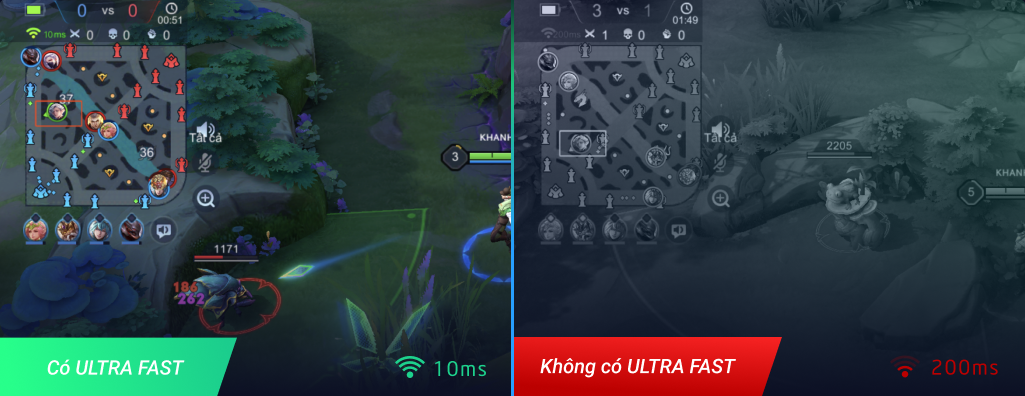 0 vs 0
00:51
10ms 0 0 0
37
36
Tất cả
KHANH
3
1171
186
262
Có ULTRA FAST
10ms
3 vs 1
01:49
200ms 1 0 0
Tất cả
2205
KHANH
5
Không có ULTRA FAST
200ms